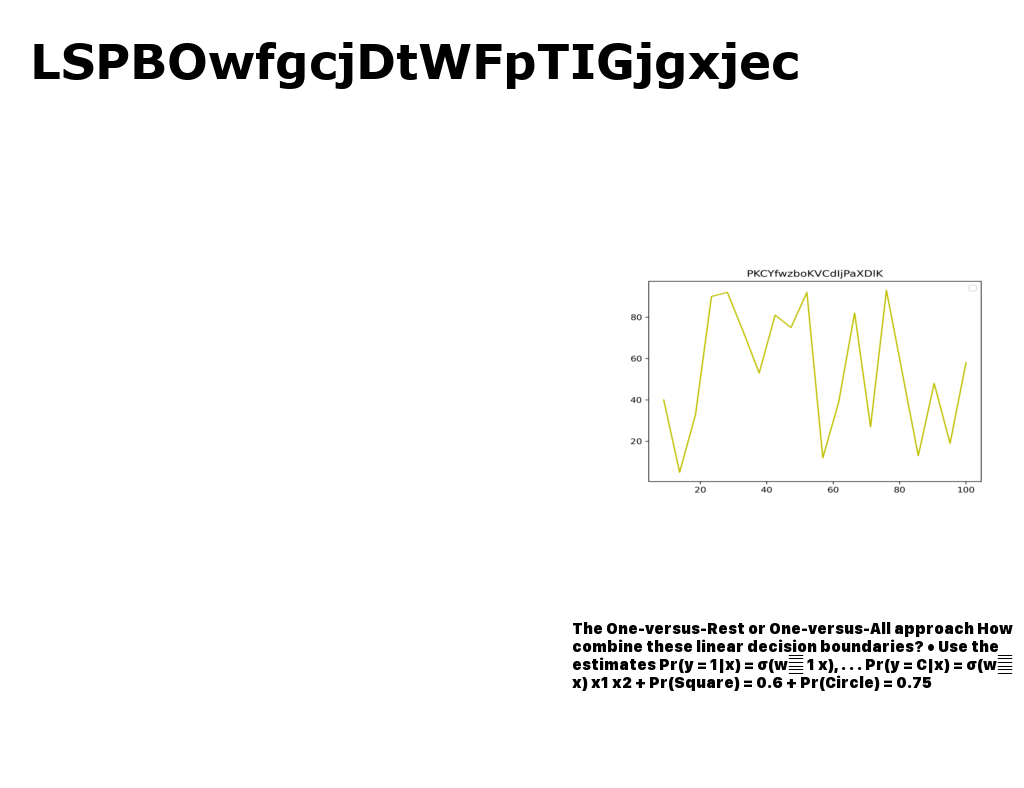 LSPBOwfgcjDtWFpTIGjgxjec
PKCYfwzboKVCdIjPaXDlK
80
60
40
20
20 40 60 80 100
The One-versus-Rest or One-versus-All approach How
combine these linear decision boundaries? • Use the
estimates Pr(y = 1|x) = σ(w 1 x), . . . Pr(y = C|x) = σ(w
x) x1 x2 + Pr(Square) = 0.6 + Pr(Circle) = 0.75